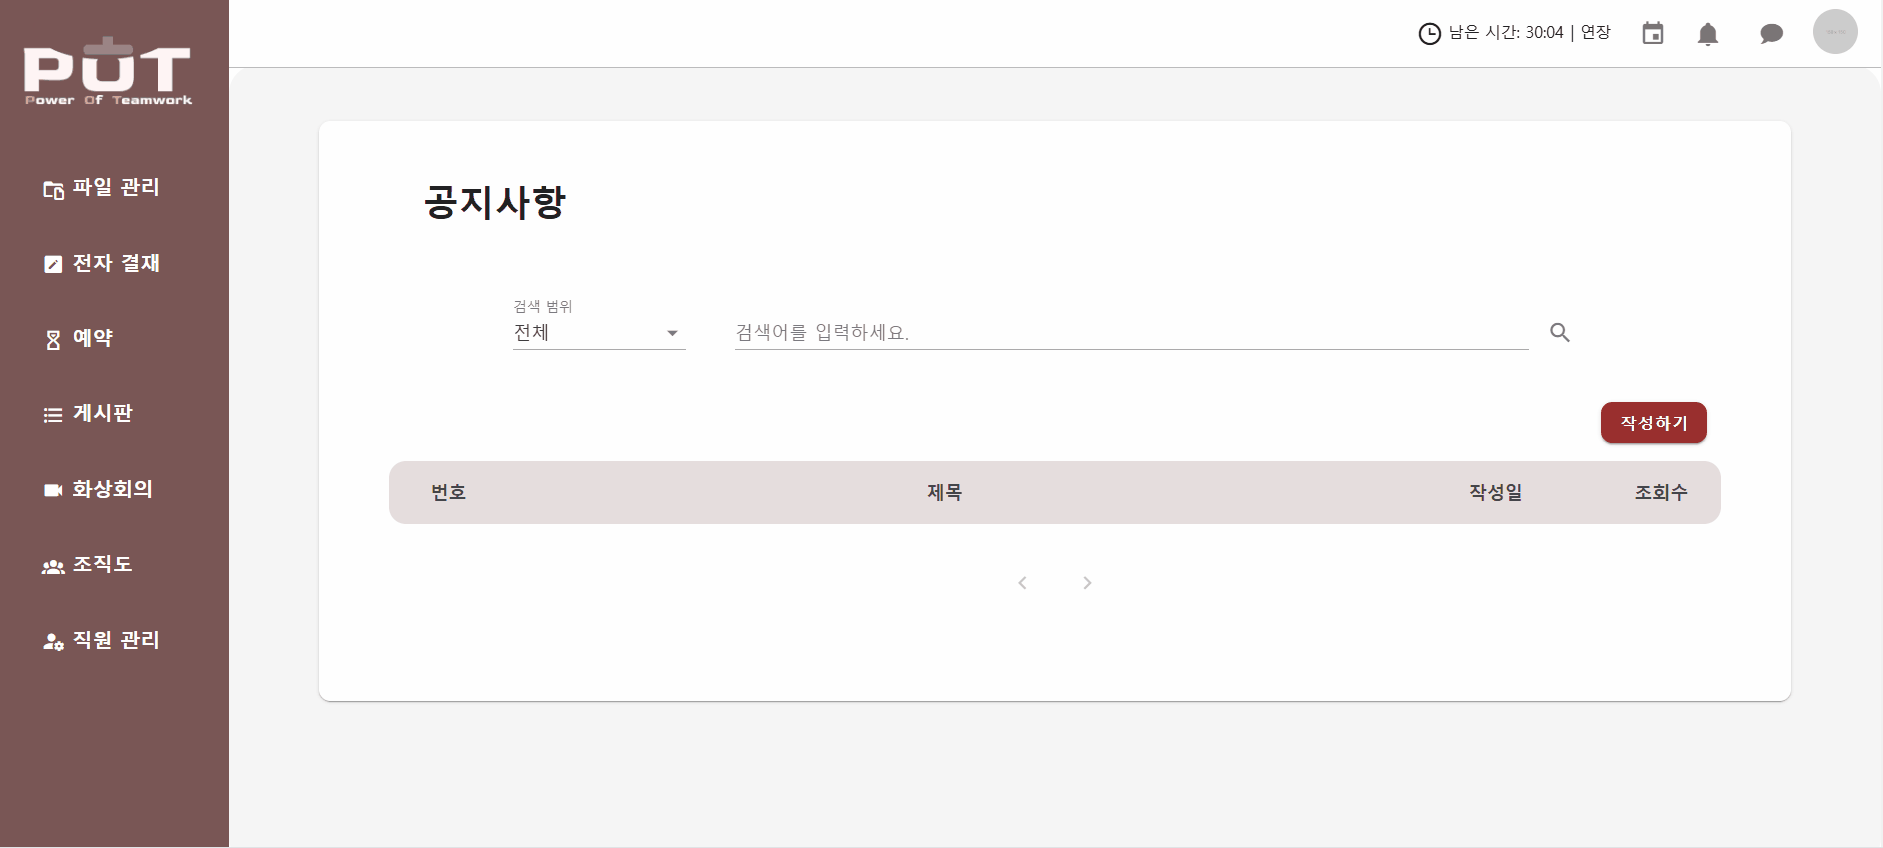 PUT
Power Of Teamwork
남은 시간: 30:04 | 연장
파일 관리
전자 결재
예약
게시판
화상회의
조직도
직원 관리
공지사항
검색 범위
전체
검색어를 입력하세요.
작성하기
번호 제목 작성일 조회수